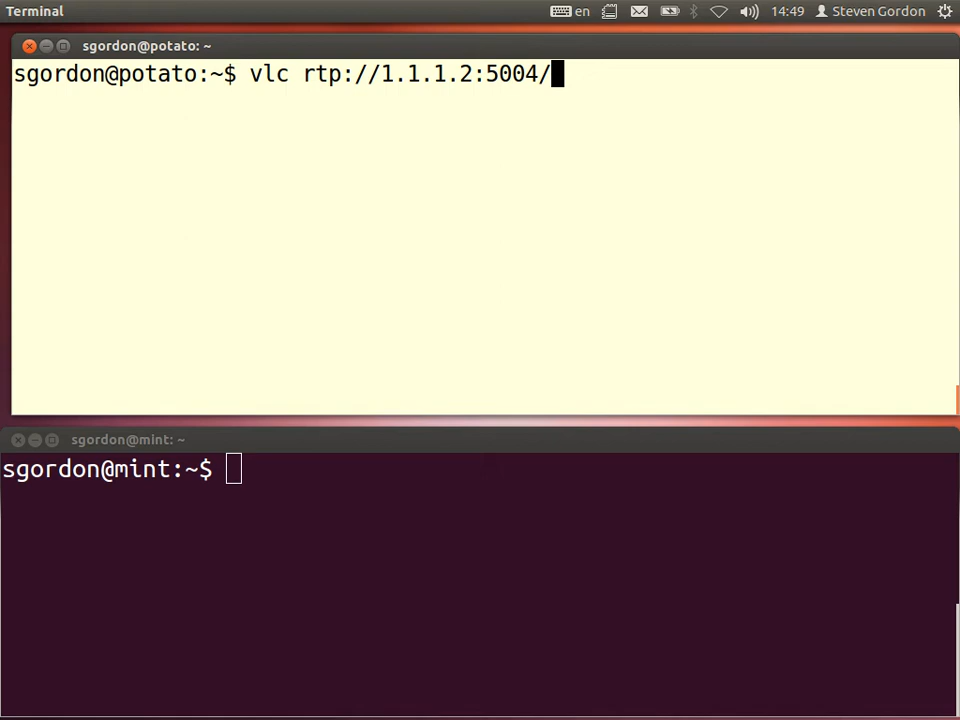 Terminal
en
14:49
Steven Gordon
sgordon@potato: ~
sgordon@potato:~$ vlc rtp://1.1.1.2:5004/
sgordon@mint: ~
sgordon@mint:~$